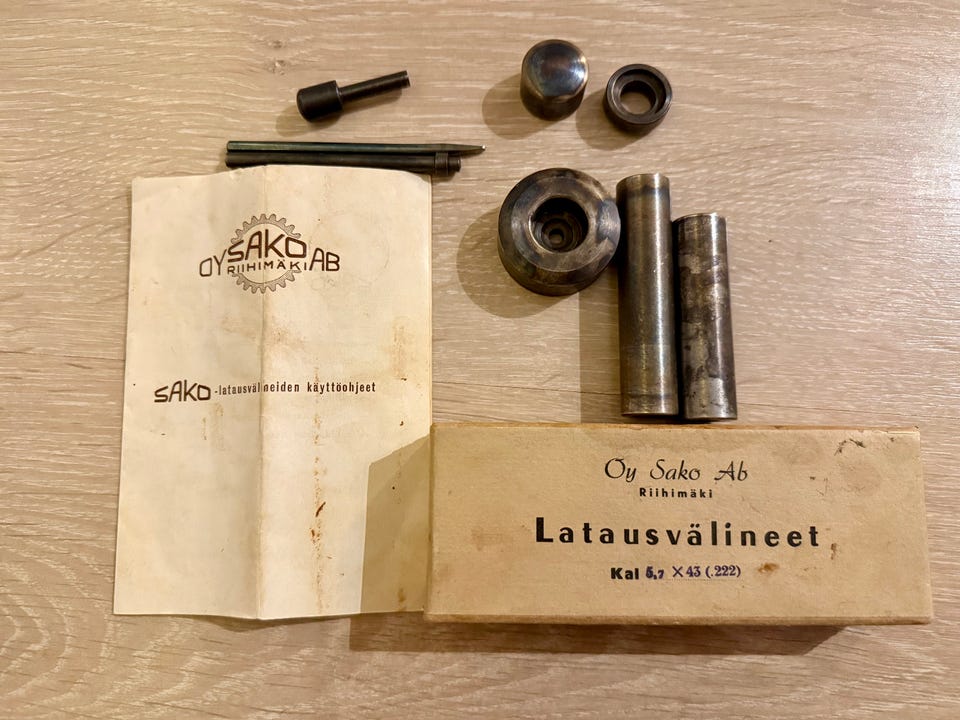 OY SAKO AB
RIIHIMÄKI
SAKO -latausvälineiden käyttöohjeet
Oy Sako Ab
Riihimäki
Latausvälineet
Kal 5,7 × 43 (.222)